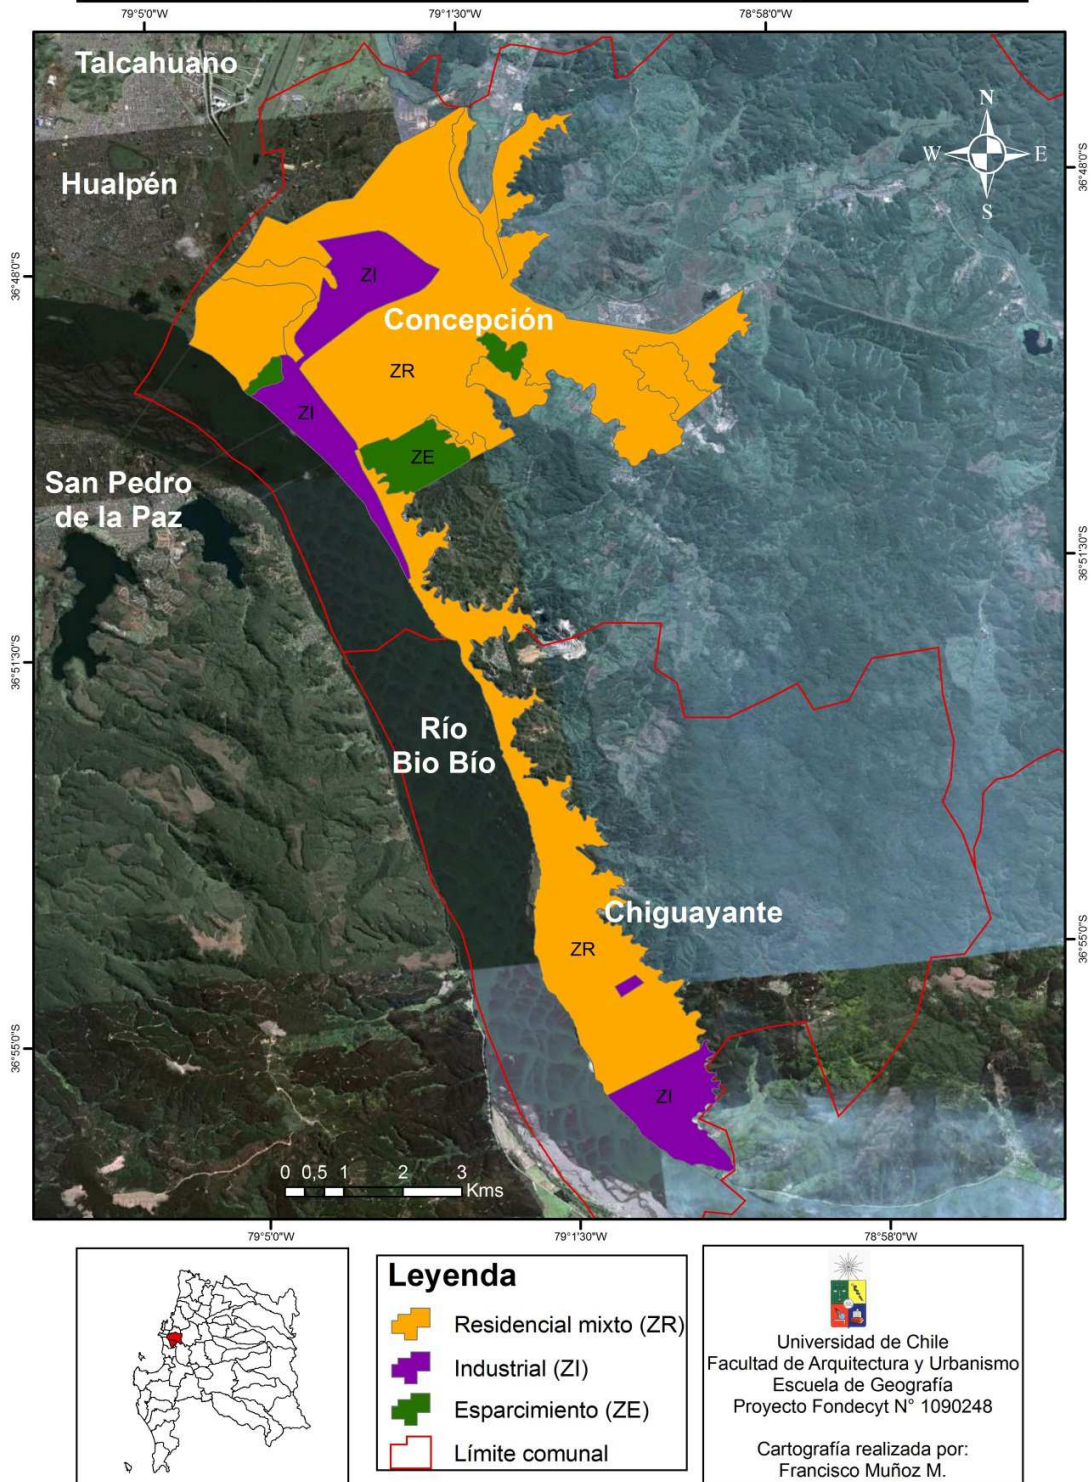 79°5'0"W
79°1'30"W
78°58'0"W
Talcahuano
N
W
E
S
36°48'0"S
Hualpén
36°48'0"S
ZI
Concepción
ZR
ZI
ZE
San Pedro
de la Paz
36°51'30"S
36°51'30"S
Río
Bio Bío
Chiguayante
ZR
36°55'0"S
36°55'0"S
ZI
0 0,5 1 2 3
Kms
79°5'0"W
79°1'30"W
78°58'0"W
Leyenda
Residencial mixto (ZR)
Industrial (ZI)
Esparcimiento (ZE)
Límite comunal
Universidad de Chile
Facultad de Arquitectura y Urbanismo
Escuela de Geografía
Proyecto Fondecyt N° 1090248
Cartografía realizada por:
Francisco Muñoz M.